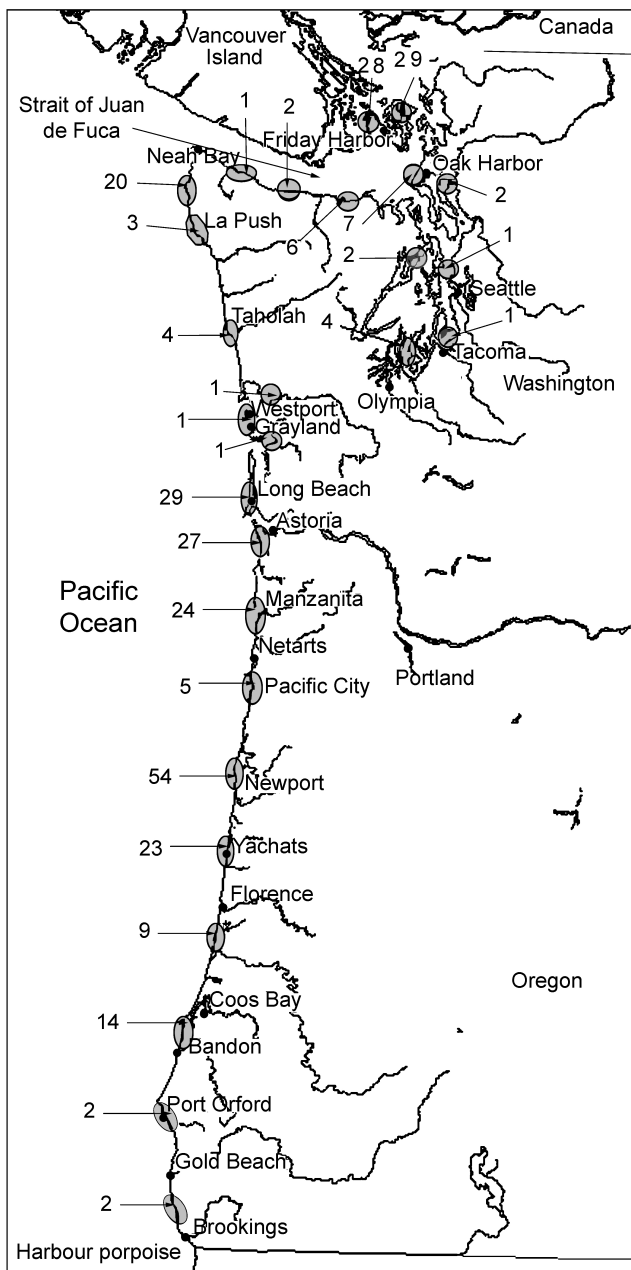 Canada
Vancouver
Island
28 29
Strait of Juan
de Fuca
1 2
Friday Harbor
Neah Bay
Oak Harbor
20
2
3
La Push
6
7
2
1
Seattle
4
Taholah
4
1
Tacoma
Washington
Olympia
1
Westport
1
Grayland
1
Long Beach
29
Astoria
27
Pacific
Ocean
24
Manzanita
Netarts
Portland
5
Pacific City
54
Newport
23
Yachats
Florence
9
Oregon
Coos Bay
14
Bandon
2
Port Orford
Gold Beach
2
Brookings
Harbour porpoise